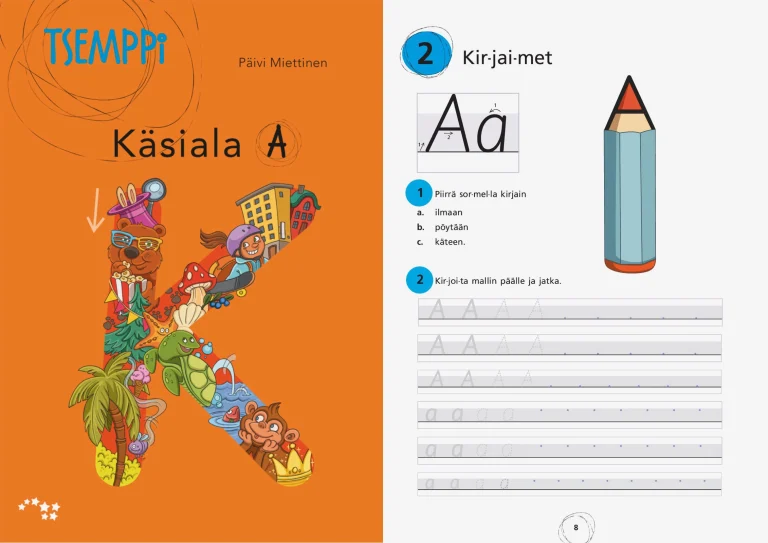 TSEMPPi
Päivi Miettinen
Käsiala A
2 Kir·jai·met
Aa
1 Piirrä sor·mel·la kirjain
a. ilmaan
b. pöytään
c. käteen.
2 Kir·joi·ta mallin päälle ja jatka.
A A A A
A A A A
A A A A
a a a a
a a a a
a a a a
8